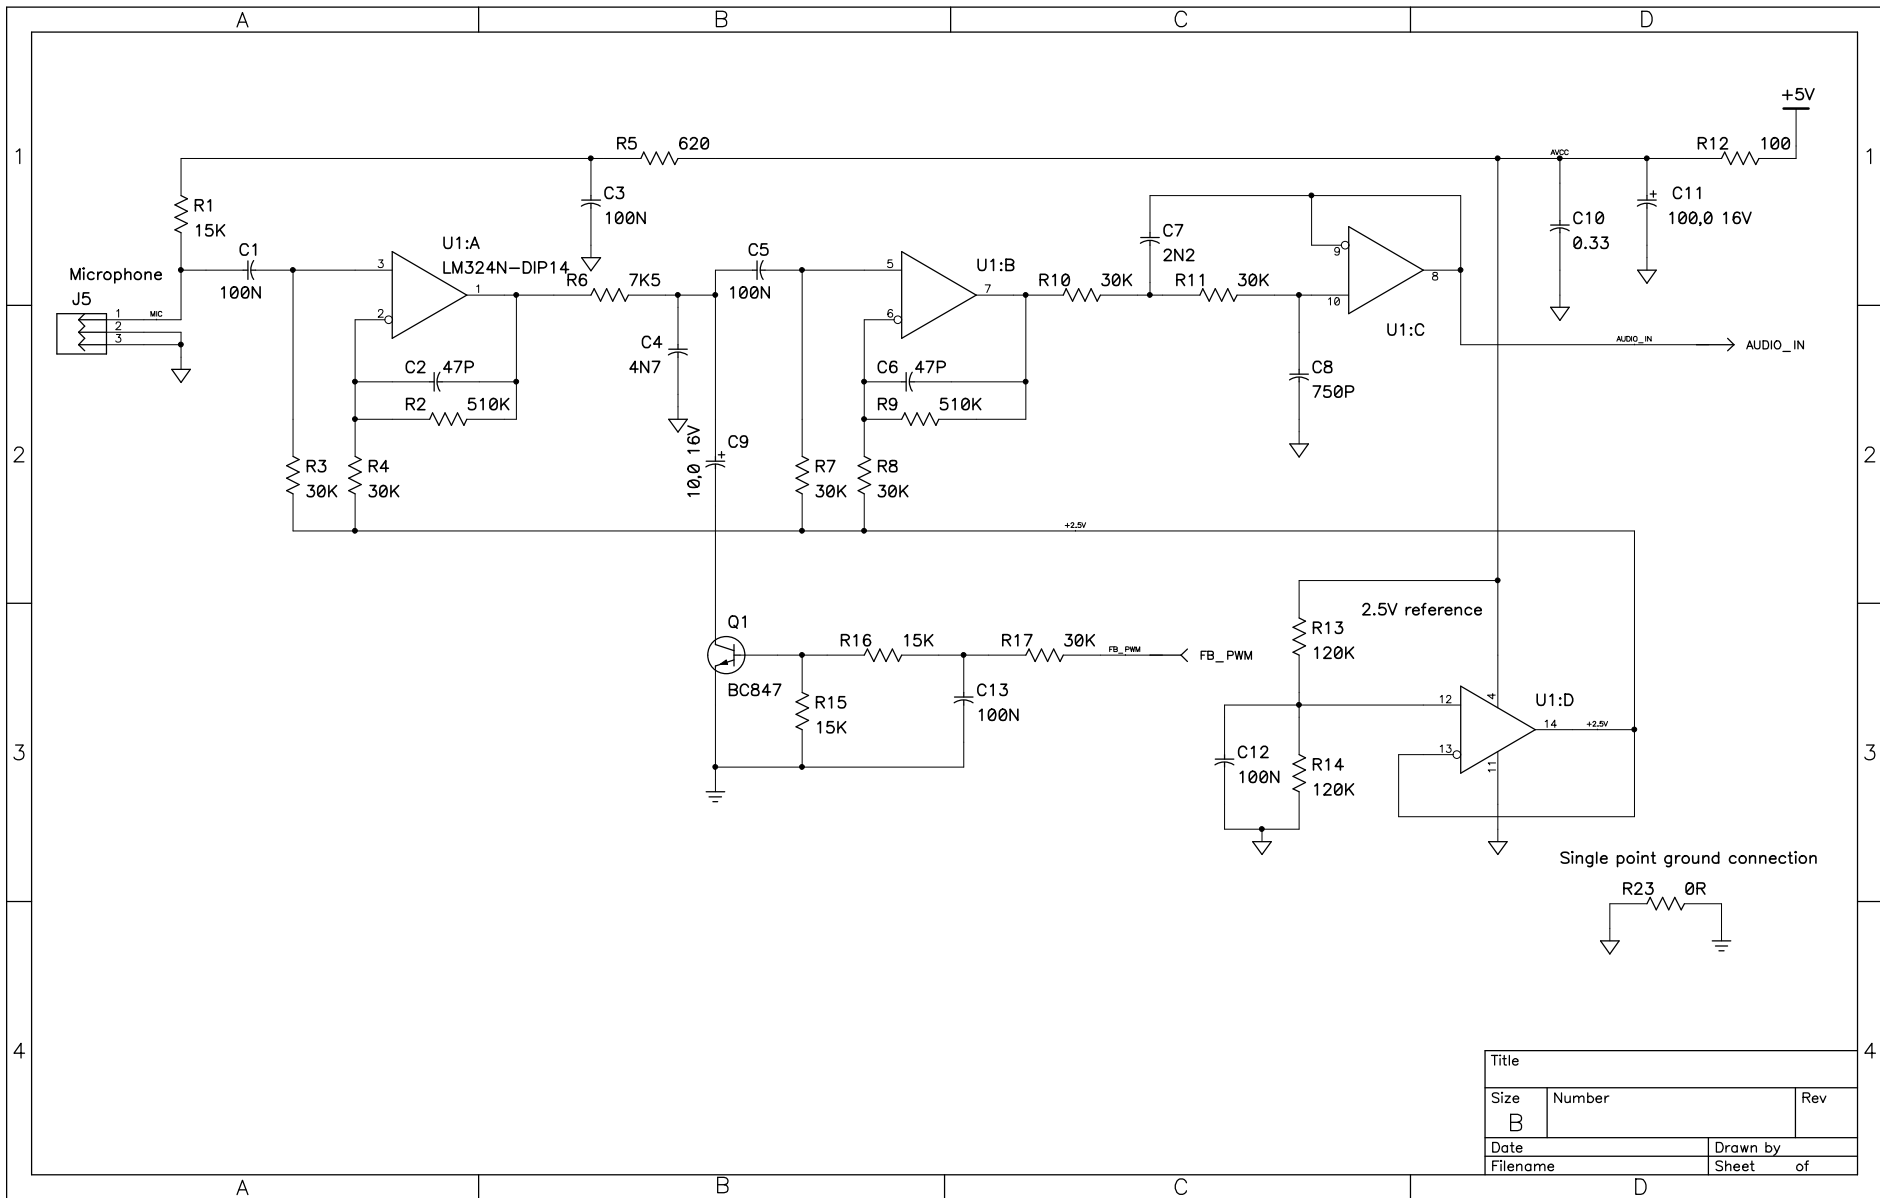 A B C D
+5V
R5 620
R12 100
1 1
AVCC
C3
100N
C11
100,0 16V
R1
15K
C10
0.33
C7
2N2
U1:A
LM324N-DIP14
C1
100N
C5
100N
U1:B
Microphone
J5
1 MIC
2
3
3
2
1
R6 7K5
5
6
7
R10 30K
R11 30K
9
10
8
U1:C
AUDIO_IN
AUDIO_IN
C4
4N7
C2 47P
R2 510K
C6 47P
R9 510K
C8
750P
2 2
10,0 16V
C9
R3
30K
R4
30K
R7
30K
R8
30K
+2.5V
2.5V reference
Q1
BC847
R16 15K
R17 30K
FB_PWM
FB_PWM
R13
120K
R15
15K
C13
100N
12
13
4
11
U1:D
14 +2.5V
3 3
C12
100N
R14
120K
Single point ground connection
R23 0R
4 4
Title
Size
B
Number
Rev
Date
Drawn by
Filename
Sheet of
A B C D